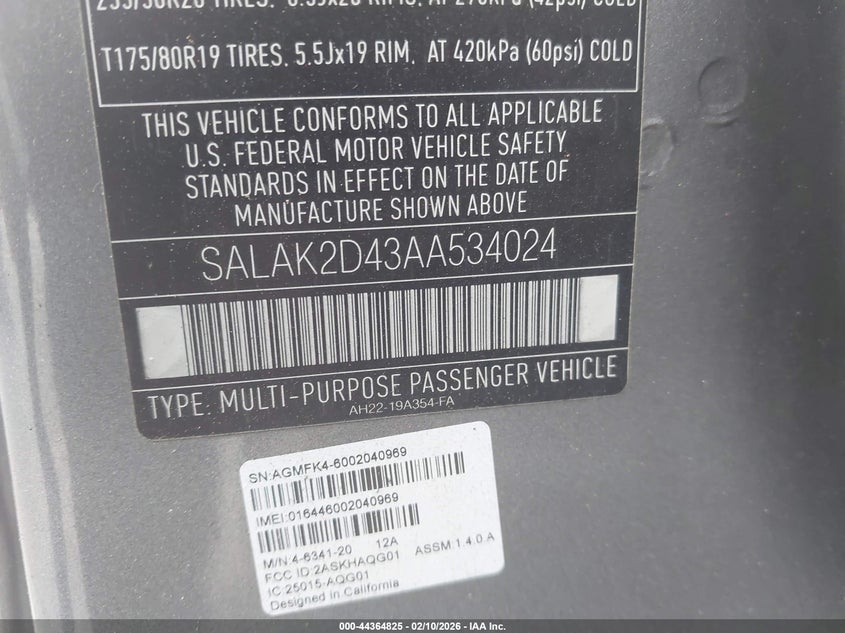 T175/80R19 TIRES, 5.5Jx19 RIM, AT 420kPa (60psi) COLD
THIS VEHICLE CONFORMS TO ALL APPLICABLE
U.S. FEDERAL MOTOR VEHICLE SAFETY
STANDARDS IN EFFECT ON THE DATE OF
MANUFACTURE SHOWN ABOVE
SALAK2D43AA534024
TYPE: MULTI-PURPOSE PASSENGER VEHICLE
AH22-19A354-FA
SN:AGMFK4-6002040969
IMEI:016446002040969
M/N:4-6341-20 12A
FCC ID:2ASKHAQG01 ASSM:1.4.0.A
IC:25015-AQG01
Designed in California
000-44364825 - 02/10/2026 - IAA Inc.